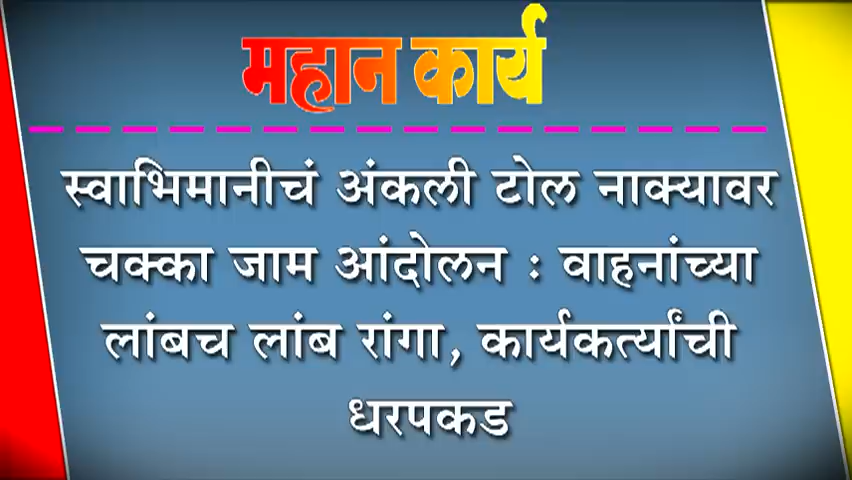 महान कार्य
स्वाभिमानीचं अंकली टोल नाक्यावर
चक्का जाम आंदोलन : वाहनांच्या
लांबच लांब रांगा, कार्यकर्त्यांची
धरपकड